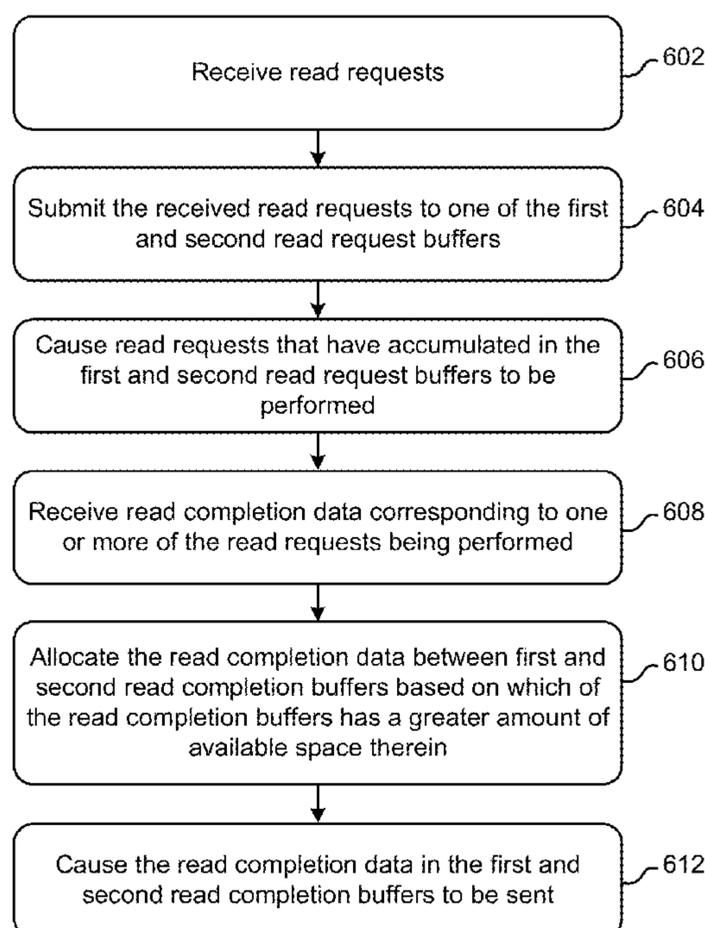 Receive read requests
602
Submit the received read requests to one of the first
and second read request buffers
604
Cause read requests that have accumulated in the
first and second read request buffers to be
performed
606
Receive read completion data corresponding to one
or more of the read requests being performed
608
Allocate the read completion data between first and
second read completion buffers based on which of
the read completion buffers has a greater amount of
available space therein
610
Cause the read completion data in the first and
second read completion buffers to be sent
612